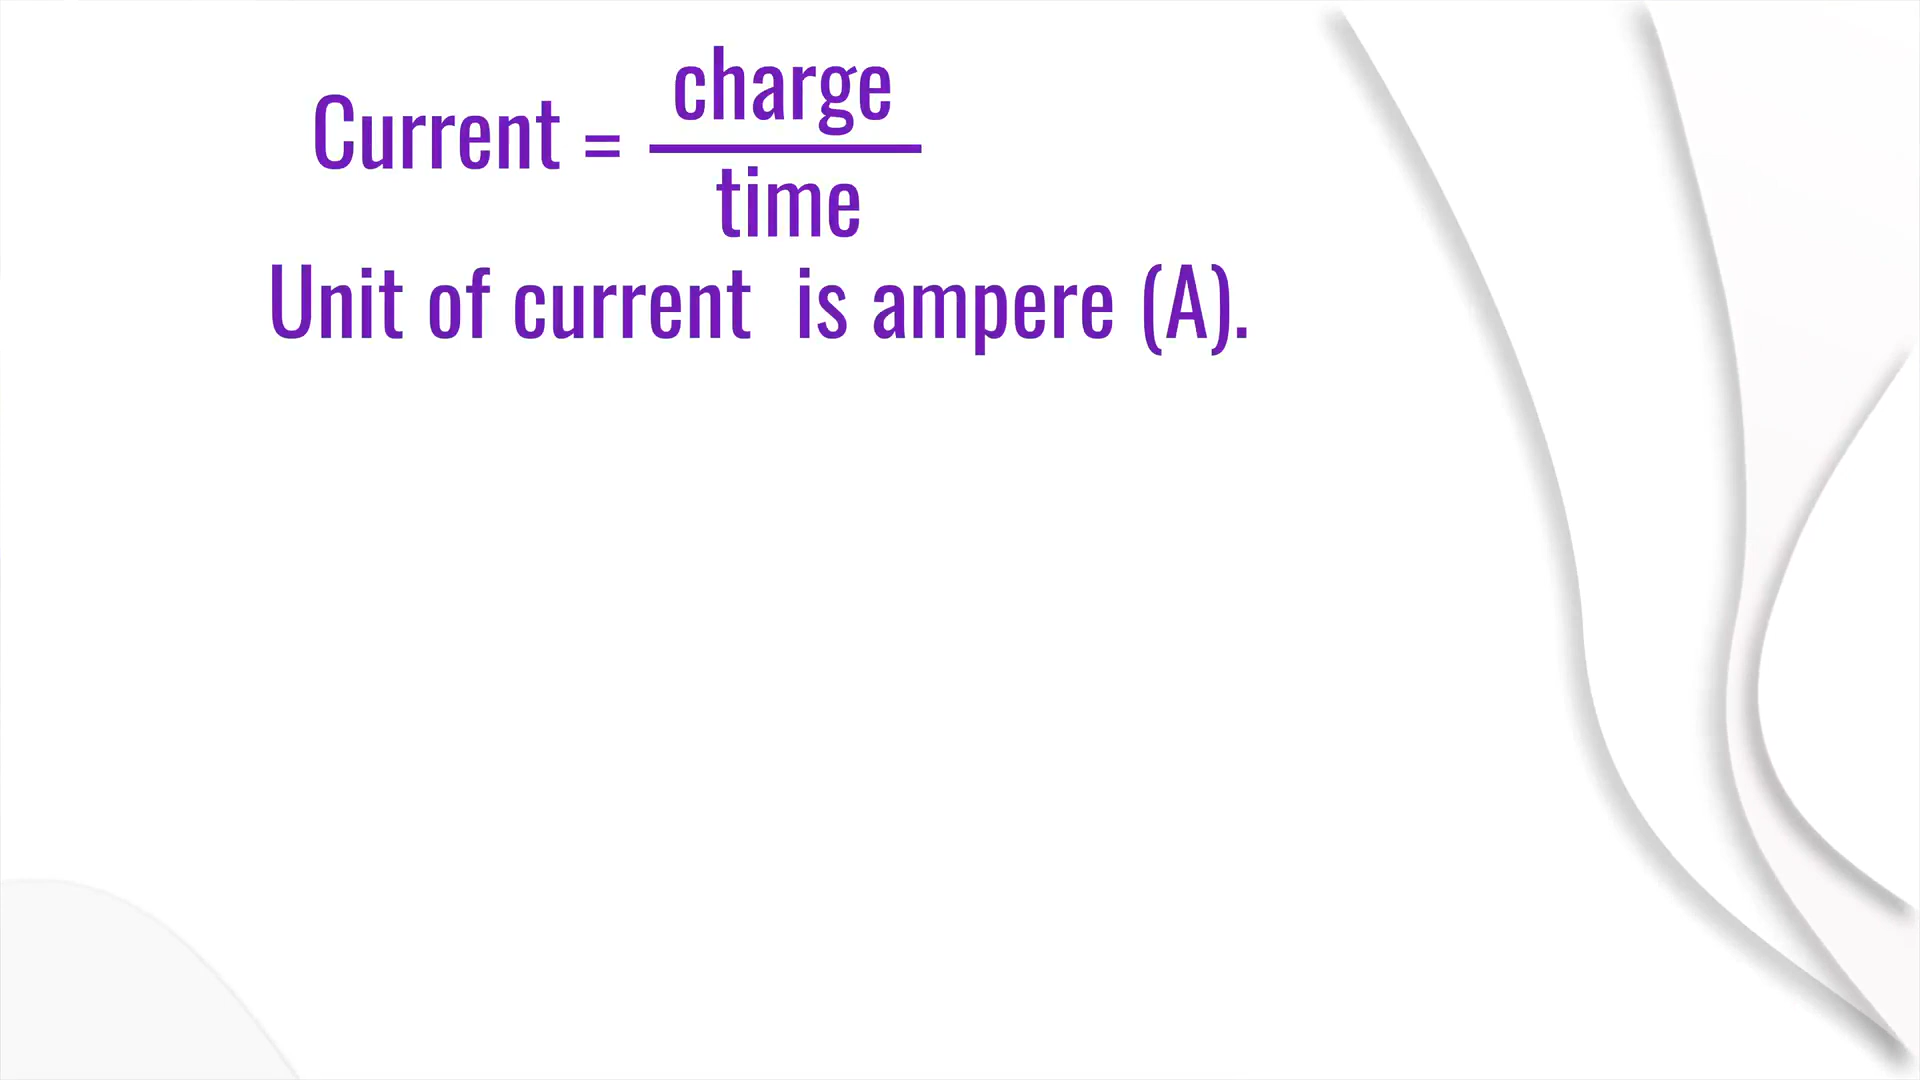 Current = charge
time
Unit of current is ampere (A).